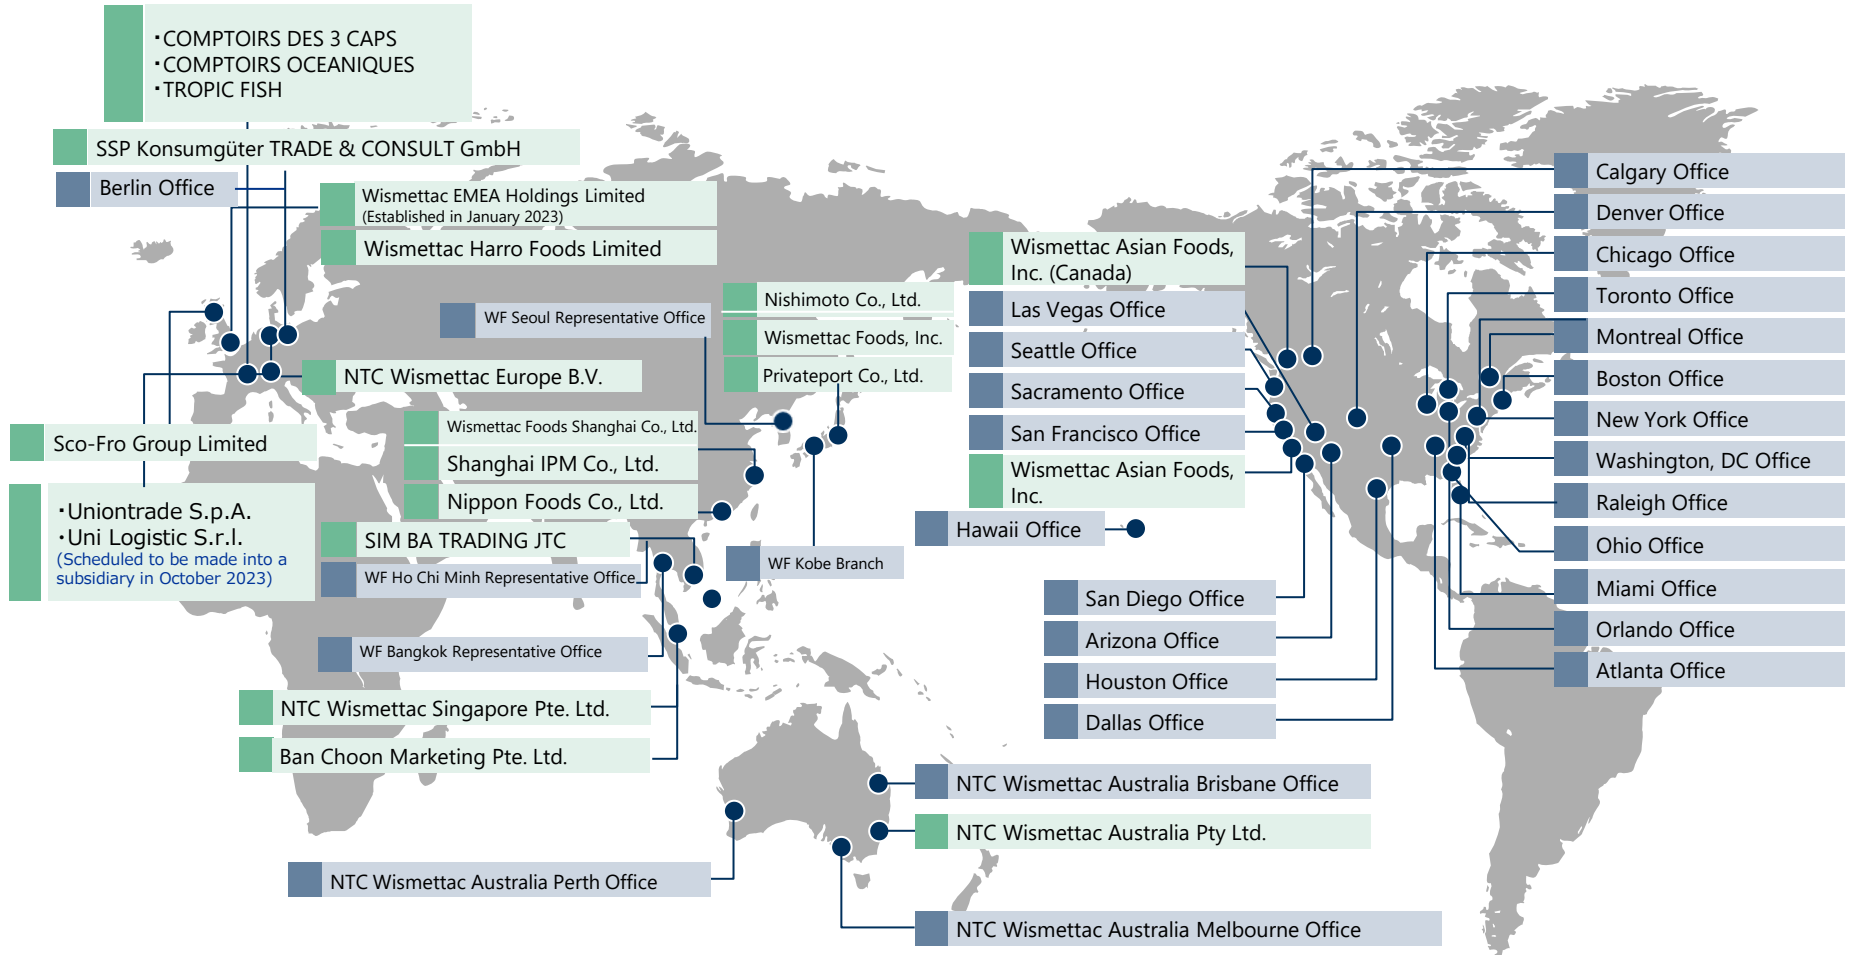 ・COMPTOIRS DES 3 CAPS
・COMPTOIRS OCEANIQUES
・TROPIC FISH
SSP Konsumgüter TRADE & CONSULT GmbH
Berlin Office
Wismettac EMEA Holdings Limited
(Established in January 2023)
Wismettac Harro Foods Limited
WF Seoul Representative Office
Nishimoto Co., Ltd.
Wismettac Foods, Inc.
Privateport Co., Ltd.
NTC Wismettac Europe B.V.
Sco-Fro Group Limited
Wismettac Foods Shanghai Co., Ltd.
Shanghai IPM Co., Ltd.
Nippon Foods Co., Ltd.
・Uniontrade S.p.A.
・Uni Logistic S.r.l.
(Scheduled to be made into a
subsidiary in October 2023)
SIM BA TRADING JTC
WF Ho Chi Minh Representative Office
WF Kobe Branch
WF Bangkok Representative Office
NTC Wismettac Singapore Pte. Ltd.
Ban Choon Marketing Pte. Ltd.
NTC Wismettac Australia Perth Office
NTC Wismettac Australia Brisbane Office
NTC Wismettac Australia Pty Ltd.
NTC Wismettac Australia Melbourne Office
Wismettac Asian Foods,
Inc. (Canada)
Las Vegas Office
Seattle Office
Sacramento Office
San Francisco Office
Wismettac Asian Foods,
Inc.
Hawaii Office
San Diego Office
Arizona Office
Houston Office
Dallas Office
Calgary Office
Denver Office
Chicago Office
Toronto Office
Montreal Office
Boston Office
New York Office
Washington, DC Office
Raleigh Office
Ohio Office
Miami Office
Orlando Office
Atlanta Office